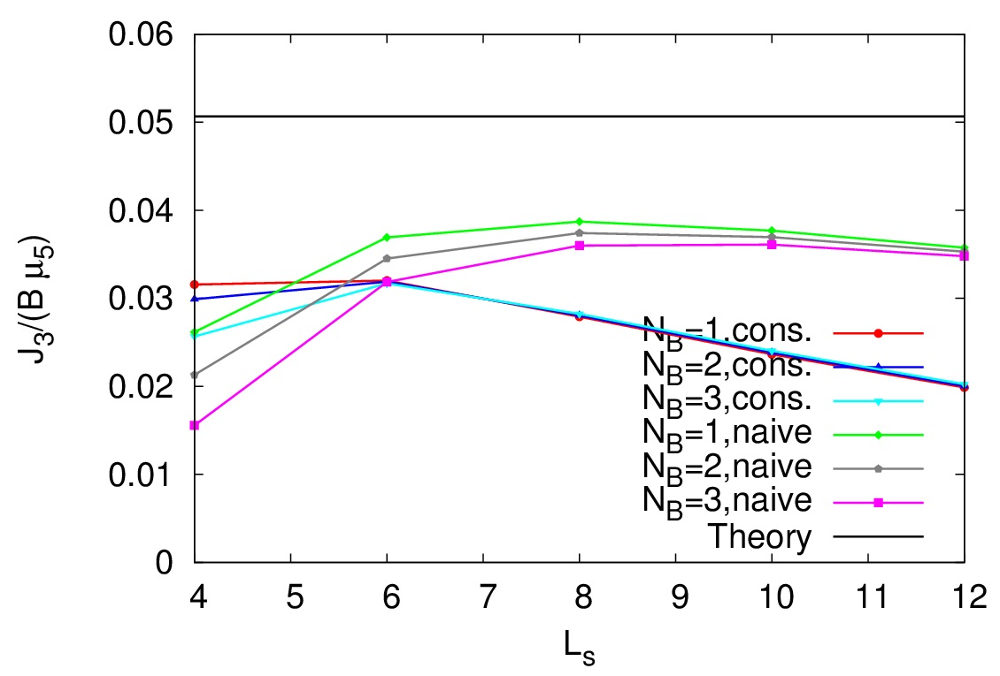 0.06
0.05
0.04
0.03
0.02
0.01
0
J3/(B μ5)
NB=1,cons.
NB=2,cons.
NB=3,cons.
NB=1,naive
NB=2,naive
NB=3,naive
Theory
4 5 6 7 8 9 10 11 12
Ls